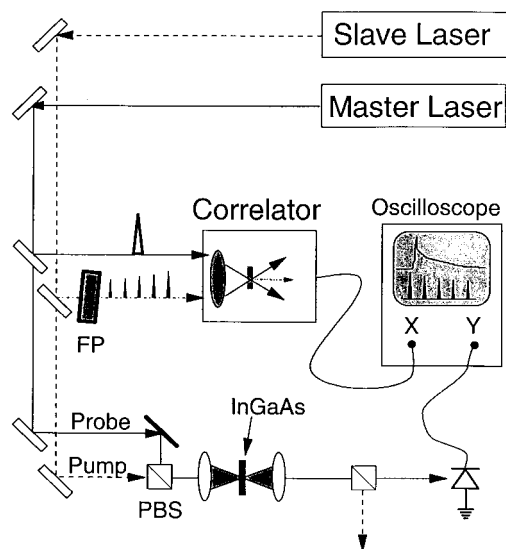 Slave Laser
Master Laser
Correlator
Oscilloscope
X
Y
FP
InGaAs
Probe
Pump
PBS